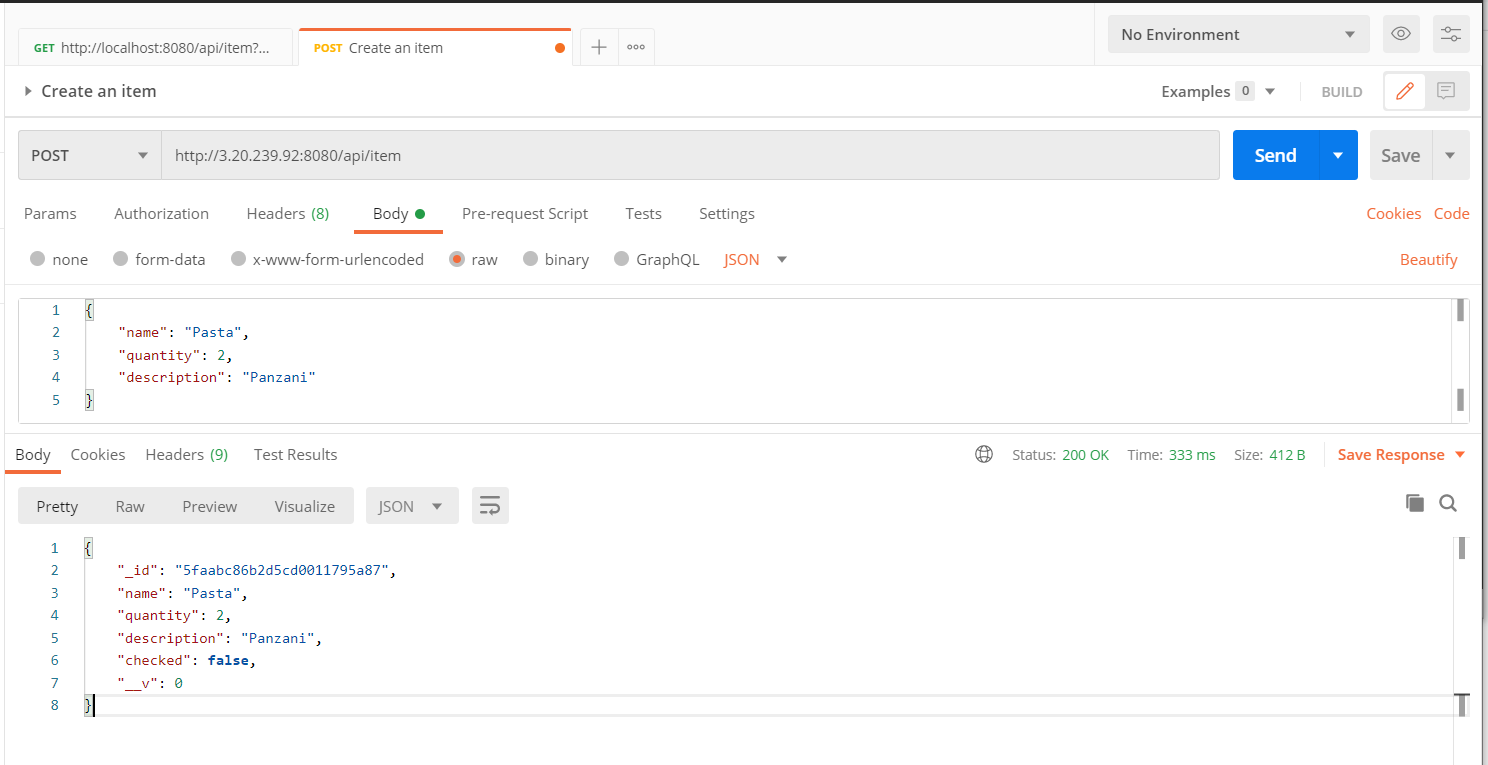 GET http://localhost:8080/api/item?... POST Create an item No Environment
Create an item Examples 0 BUILD
POST http://3.20.239.92:8080/api/item Send Save
Params Authorization Headers (8) Body Pre-request Script Tests Settings Cookies Code
none form-data x-www-form-urlencoded raw binary GraphQL JSON Beautify
1 {
2 "name": "Pasta",
3 "quantity": 2,
4 "description": "Panzani"
5 }
Body Cookies Headers (9) Test Results Status: 200 OK Time: 333 ms Size: 412 B Save Response
Pretty Raw Preview Visualize JSON
1 {
2 "_id": "5faabc86b2d5cd0011795a87",
3 "name": "Pasta",
4 "quantity": 2,
5 "description": "Panzani",
6 "checked": false,
7 "__v": 0
8 }